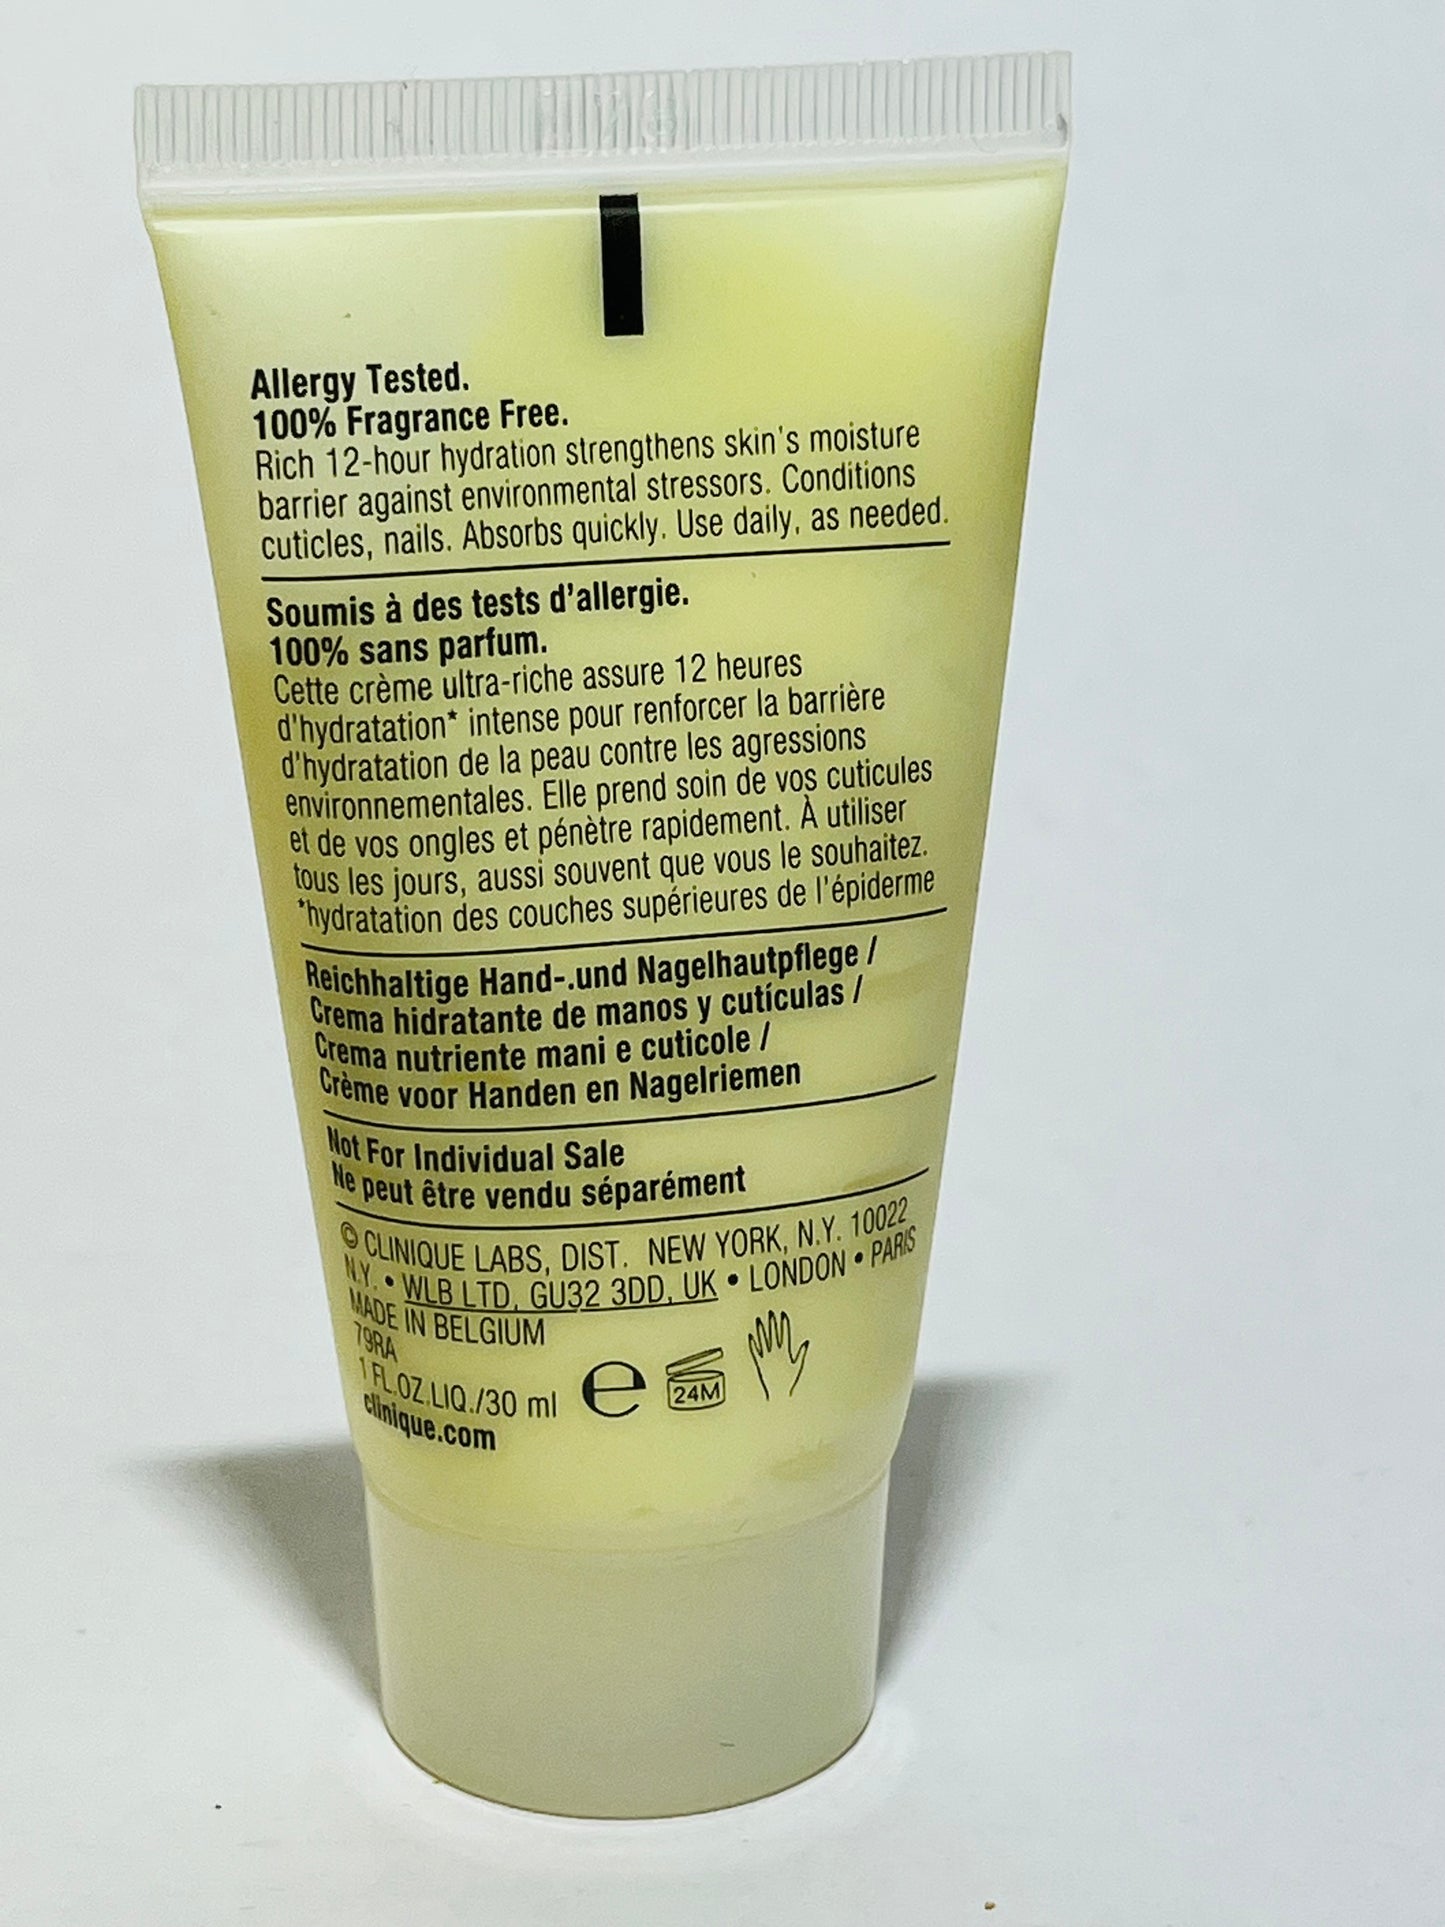 Allergy Tested.
100% Fragrance Free.
Rich 12-hour hydration strengthens skin's moisture
barrier against environmental stressors. Conditions
cuticles, nails. Absorbs quickly. Use daily, as needed.
Soumis à des tests d'allergie.
100% sans parfum.
Cette crème ultra-riche assure 12 heures
d'hydratation* intense pour renforcer la barrière
d'hydratation de la peau contre les agressions
environnementales. Elle prend soin de vos cuticules
et de vos ongles et pénètre rapidement. À utiliser
tous les jours, aussi souvent que vous le souhaitez.
*hydratation des couches supérieures de l'épiderme
Reichhaltige Hand-.und Nagelhautpflege /
Crema hidratante de manos y cutículas /
Crema nutriente mani e cuticole /
Crème voor Handen en Nagelriemen
Not For Individual Sale
Ne peut être vendu séparément
© CLINIQUE LABS, DIST. NEW YORK, N.Y. 10022
N.Y. • WLB LTD, GU32 3DD, UK • LONDON • PARIS
MADE IN BELGIUM
79RA
1 FL.OZ.LIQ./30 ml e 24M
clinique.com